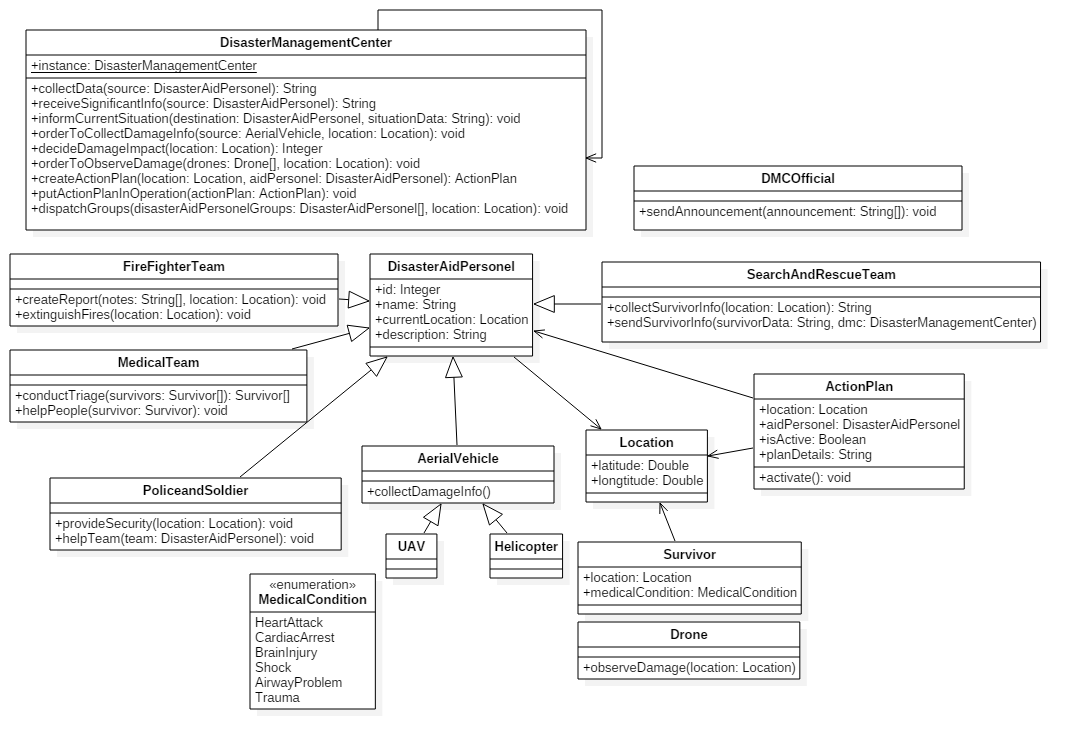 DisasterManagementCenter
+instance: DisasterManagementCenter
+collectData(source: DisasterAidPersonel): String
+receiveSignificantInfo(source: DisasterAidPersonel): String
+informCurrentSituation(destination: DisasterAidPersonel, situationData: String): void
+orderToCollectDamageInfo(source: AerialVehicle, location: Location): void
+decideDamageImpact(location: Location): Integer
+orderToObserveDamage(drones: Drone[], location: Location): void
+createActionPlan(location: Location, aidPersonel: DisasterAidPersonel): ActionPlan
+putActionPlanInOperation(actionPlan: ActionPlan): void
+dispatchGroups(disasterAidPersonelGroups: DisasterAidPersonel[], location: Location): void
DMCOfficial
+sendAnnouncement(announcement: String[]): void
FireFighterTeam
+createReport(notes: String[], location: Location): void
+extinguishFires(location: Location): void
DisasterAidPersonel
+id: Integer
+name: String
+currentLocation: Location
+description: String
SearchAndRescueTeam
+collectSurvivorInfo(location: Location): String
+sendSurvivorInfo(survivorData: String, dmc: DisasterManagementCenter)
MedicalTeam
+conductTriage(survivors: Survivor[]): Survivor[]
+helpPeople(survivor: Survivor): void
ActionPlan
+location: Location
+aidPersonel: DisasterAidPersonel
+isActive: Boolean
+planDetails: String
+activate(): void
Location
+latitude: Double
+longtitude: Double
AerialVehicle
+collectDamageInfo()
PoliceandSoldier
+provideSecurity(location: Location): void
+helpTeam(team: DisasterAidPersonel): void
UAV
Helicopter
Survivor
+location: Location
+medicalCondition: MedicalCondition
«enumeration»
MedicalCondition
HeartAttack
CardiacArrest
BrainInjury
Shock
AirwayProblem
Trauma
Drone
+observeDamage(location: Location)